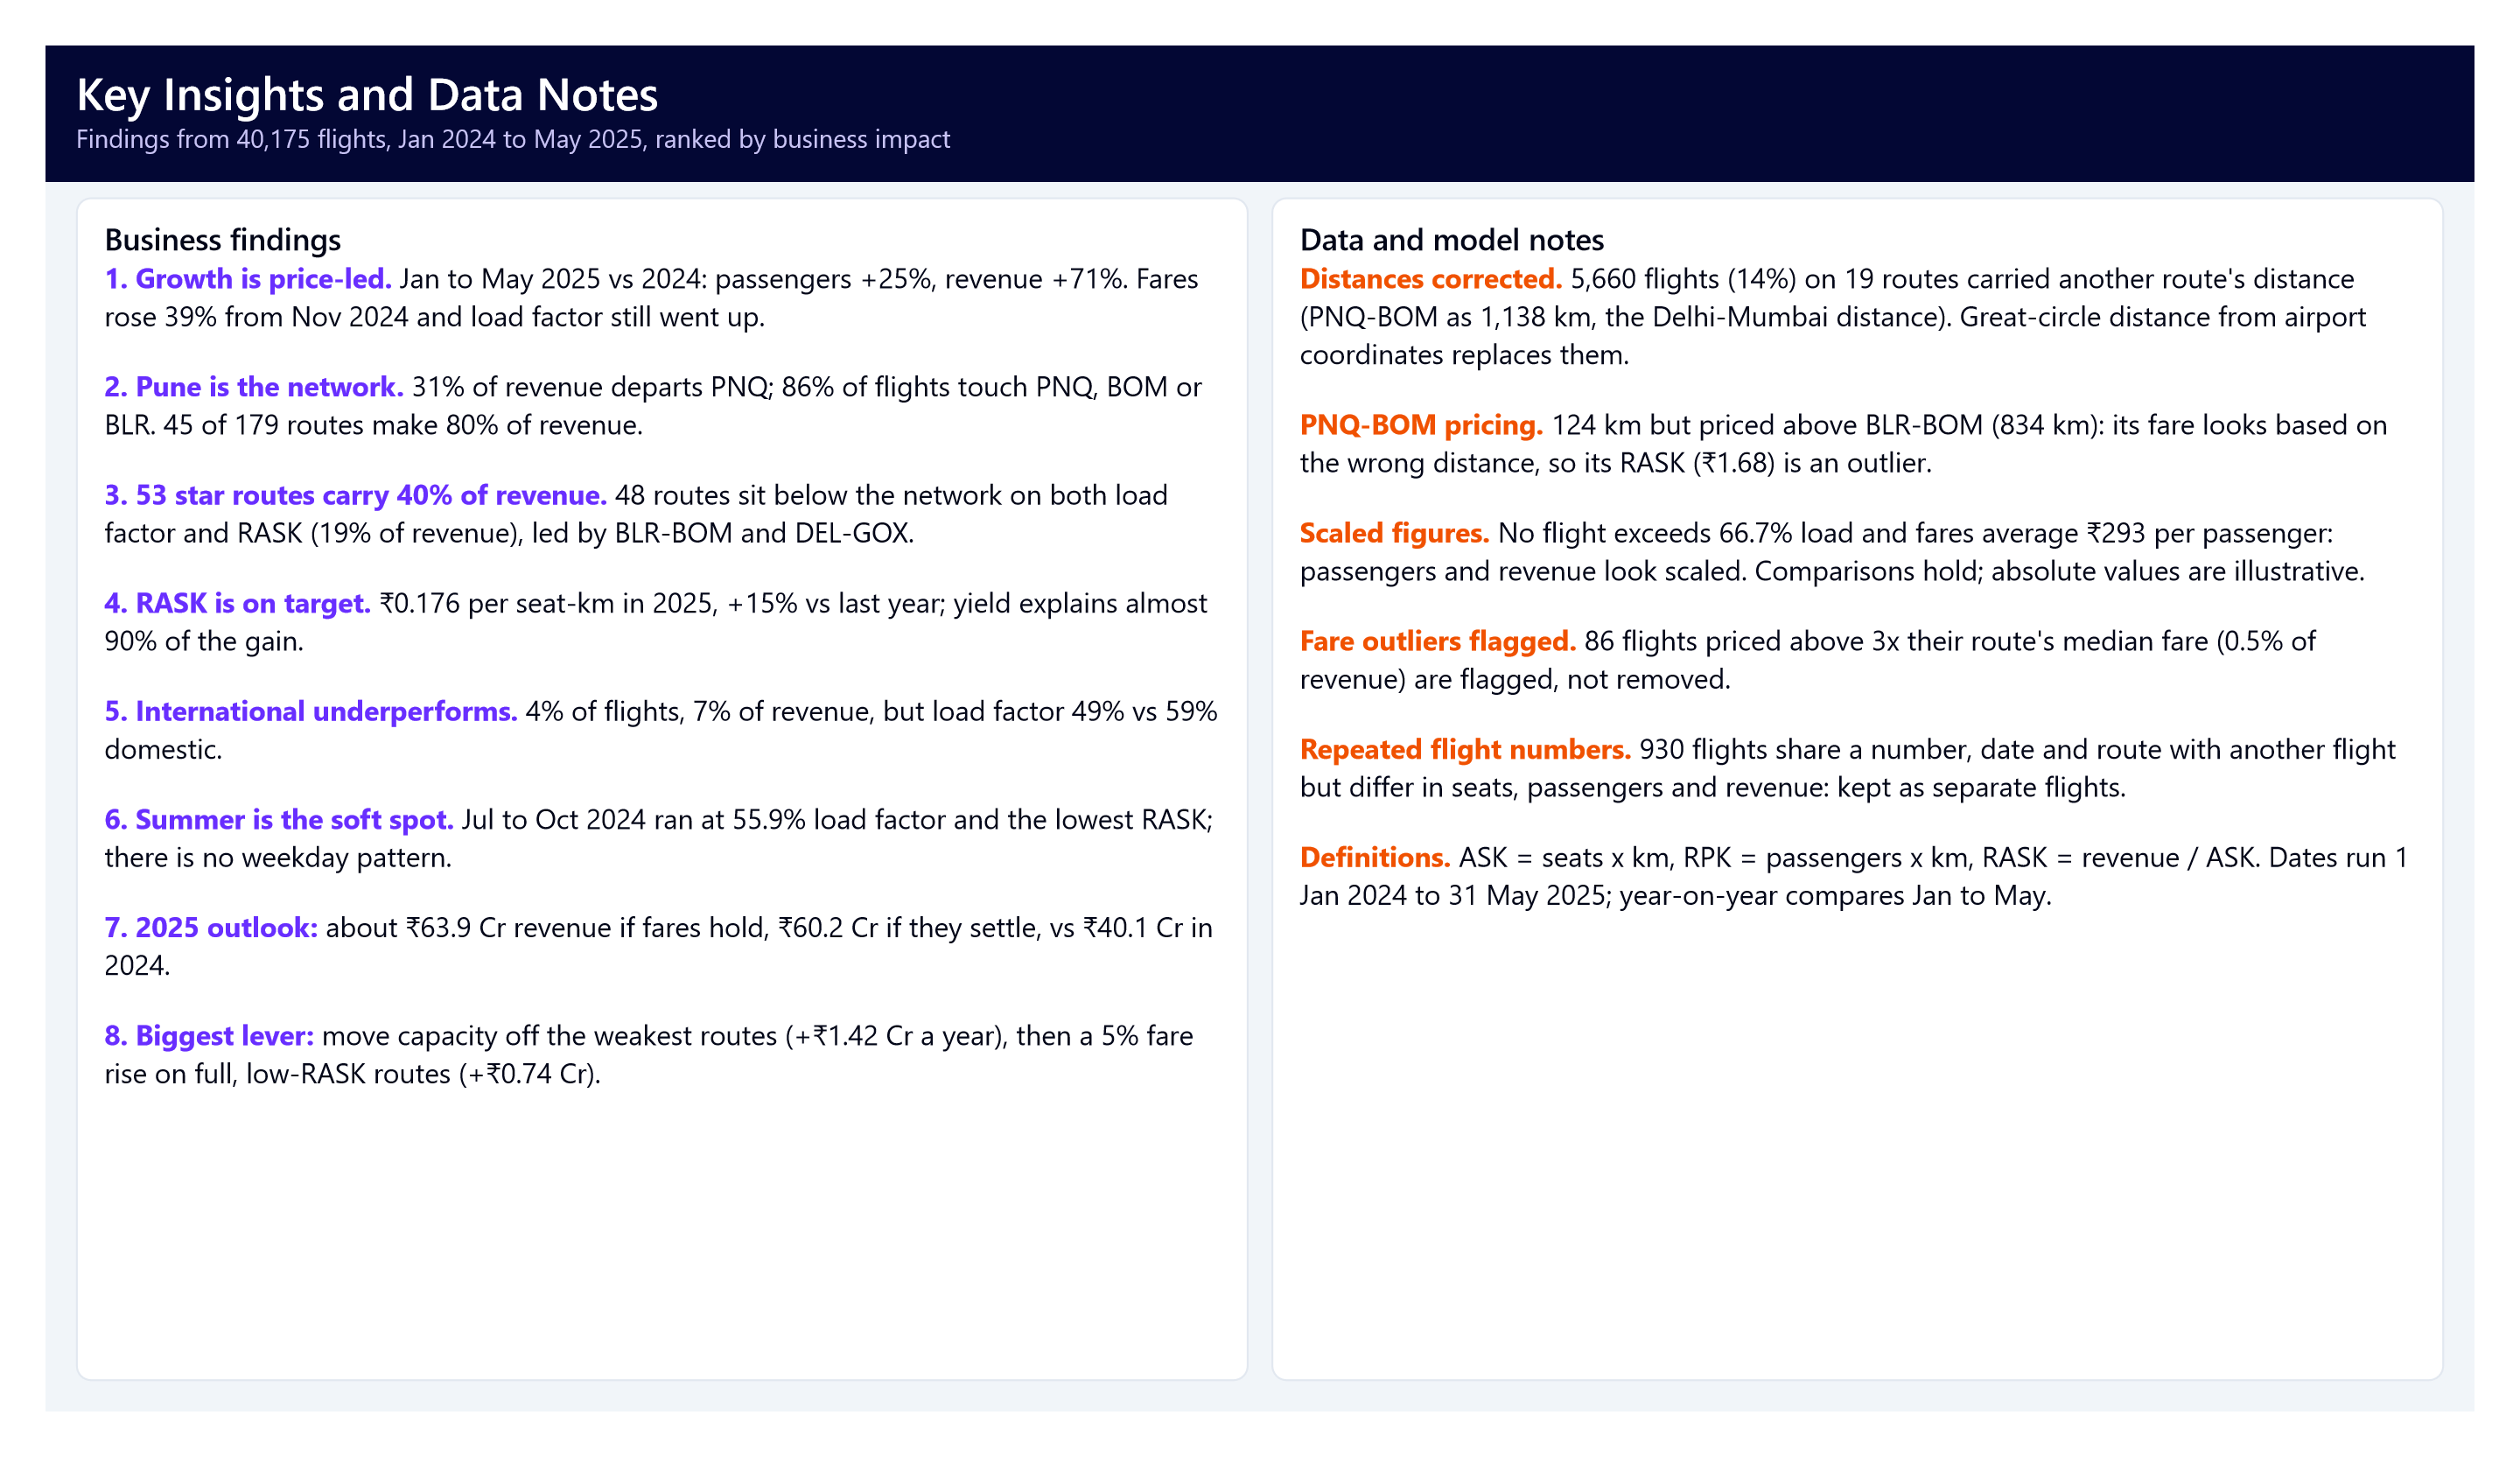 Key Insights and Data Notes
Findings from 40,175 flights, Jan 2024 to May 2025, ranked by business impact
Business findings
1. Growth is price-led. Jan to May 2025 vs 2024: passengers +25%, revenue +71%. Fares
rose 39% from Nov 2024 and load factor still went up.
2. Pune is the network. 31% of revenue departs PNQ; 86% of flights touch PNQ, BOM or
BLR. 45 of 179 routes make 80% of revenue.
3. 53 star routes carry 40% of revenue. 48 routes sit below the network on both load
factor and RASK (19% of revenue), led by BLR-BOM and DEL-GOX.
4. RASK is on target. ₹0.176 per seat-km in 2025, +15% vs last year; yield explains almost
90% of the gain.
5. International underperforms. 4% of flights, 7% of revenue, but load factor 49% vs 59%
domestic.
6. Summer is the soft spot. Jul to Oct 2024 ran at 55.9% load factor and the lowest RASK;
there is no weekday pattern.
7. 2025 outlook: about ₹63.9 Cr revenue if fares hold, ₹60.2 Cr if they settle, vs ₹40.1 Cr in
2024.
8. Biggest lever: move capacity off the weakest routes (+₹1.42 Cr a year), then a 5% fare
rise on full, low-RASK routes (+₹0.74 Cr).
Data and model notes
Distances corrected. 5,660 flights (14%) on 19 routes carried another route's distance
(PNQ-BOM as 1,138 km, the Delhi-Mumbai distance). Great-circle distance from airport
coordinates replaces them.
PNQ-BOM pricing. 124 km but priced above BLR-BOM (834 km): its fare looks based on
the wrong distance, so its RASK (₹1.68) is an outlier.
Scaled figures. No flight exceeds 66.7% load and fares average ₹293 per passenger:
passengers and revenue look scaled. Comparisons hold; absolute values are illustrative.
Fare outliers flagged. 86 flights priced above 3x their route's median fare (0.5% of
revenue) are flagged, not removed.
Repeated flight numbers. 930 flights share a number, date and route with another flight
but differ in seats, passengers and revenue: kept as separate flights.
Definitions. ASK = seats x km, RPK = passengers x km, RASK = revenue / ASK. Dates run 1
Jan 2024 to 31 May 2025; year-on-year compares Jan to May.